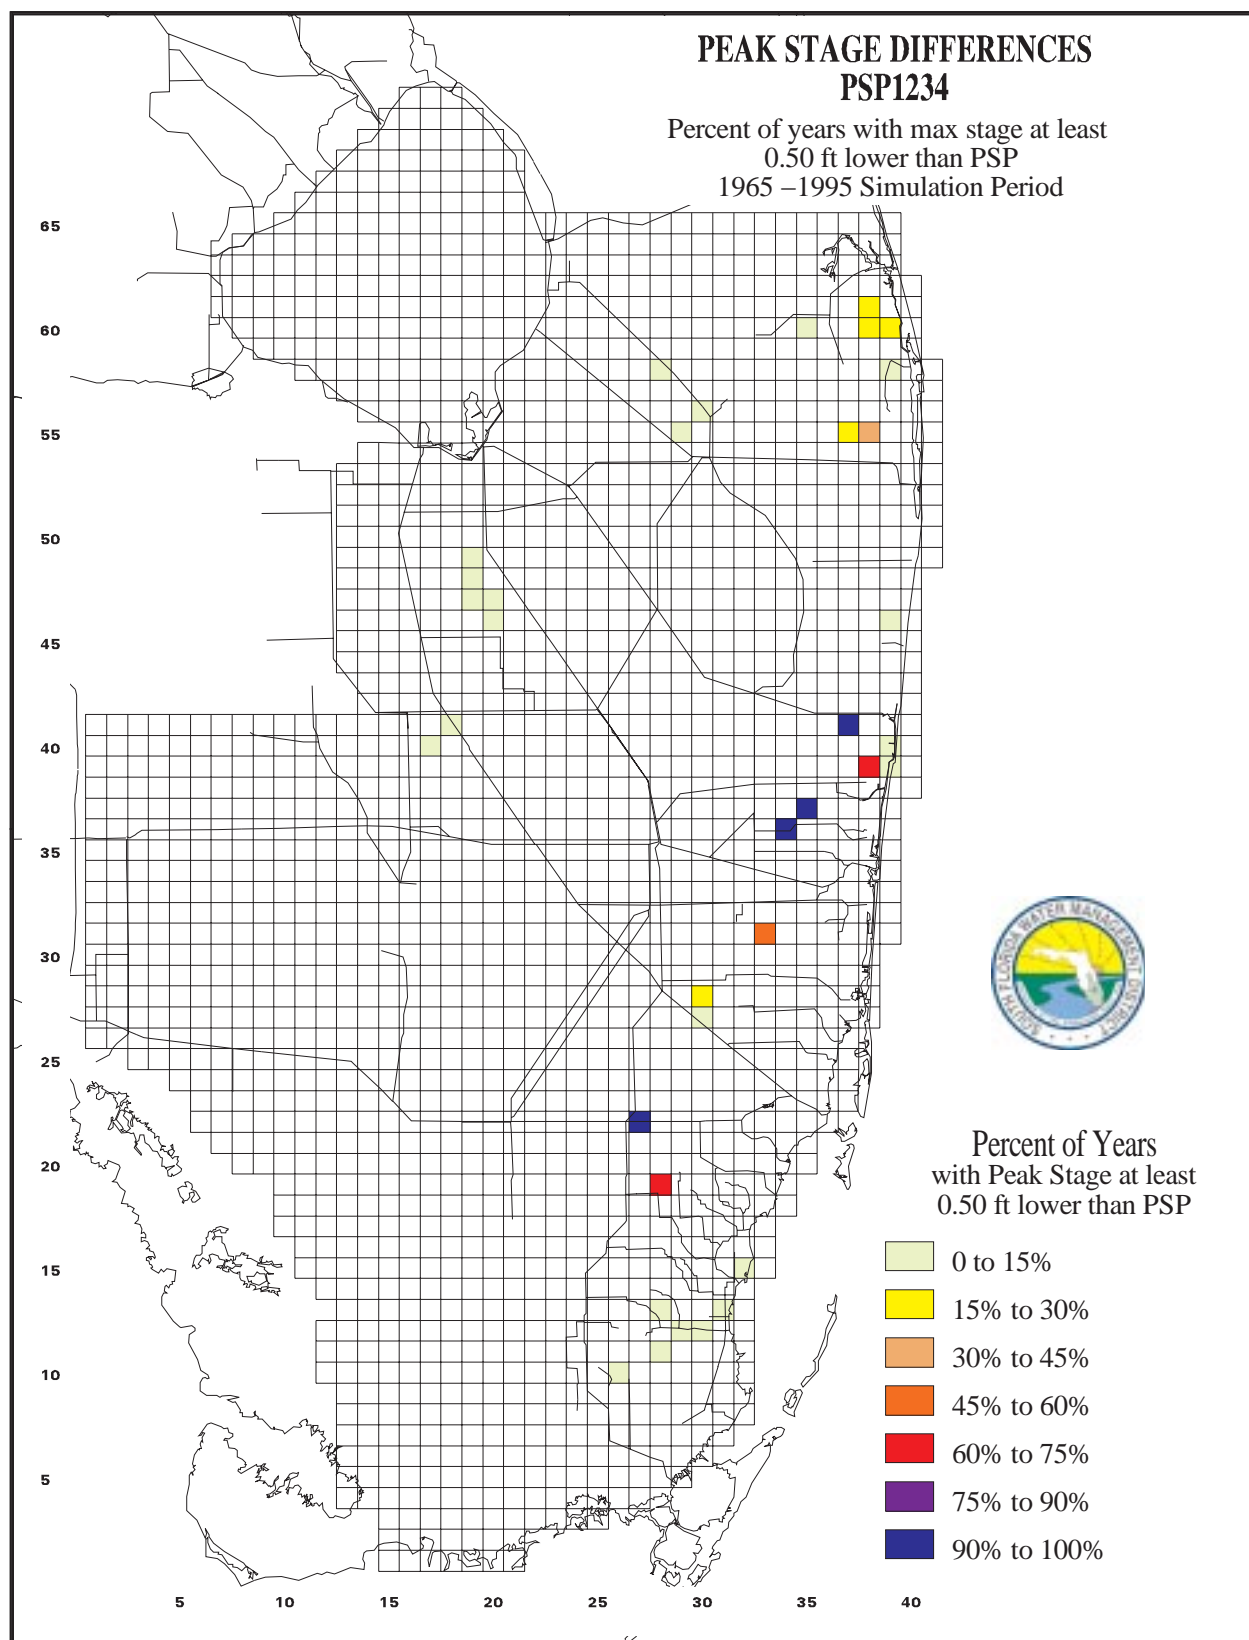 PEAK STAGE DIFFERENCES
PSP1234
Percent of years with max stage at least
0.50 ft lower than PSP
1965 –1995 Simulation Period
65
60
55
50
45
40
35
30
25
20
15
10
5
SOUTH FLORIDA WATER MANAGEMENT DISTRICT
Percent of Years
with Peak Stage at least
0.50 ft lower than PSP
0 to 15%
15% to 30%
30% to 45%
45% to 60%
60% to 75%
75% to 90%
90% to 100%
5 10 15 20 25 30 35 40
“